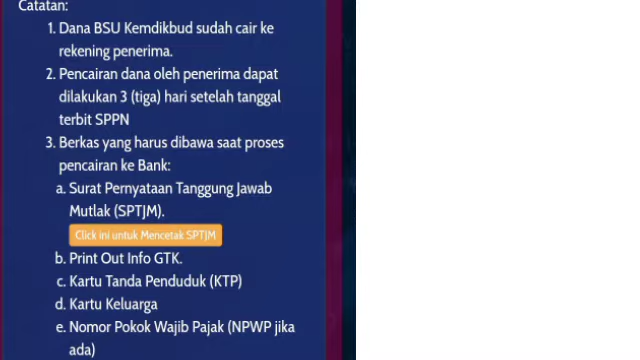 Catatan:
1. Dana BSU Kemdikbud sudah cair ke
rekening penerima.
2. Pencairan dana oleh penerima dapat
dilakukan 3 (tiga) hari setelah tanggal
terbit SPPN
3. Berkas yang harus dibawa saat proses
pencairan ke Bank:
a. Surat Pernyataan Tanggung Jawab
Mutlak (SPTJM).
Click ini untuk Mencetak SPTJM
b. Print Out Info GTK.
c. Kartu Tanda Penduduk (KTP)
d. Kartu Keluarga
e. Nomor Pokok Wajib Pajak (NPWP jika
ada)